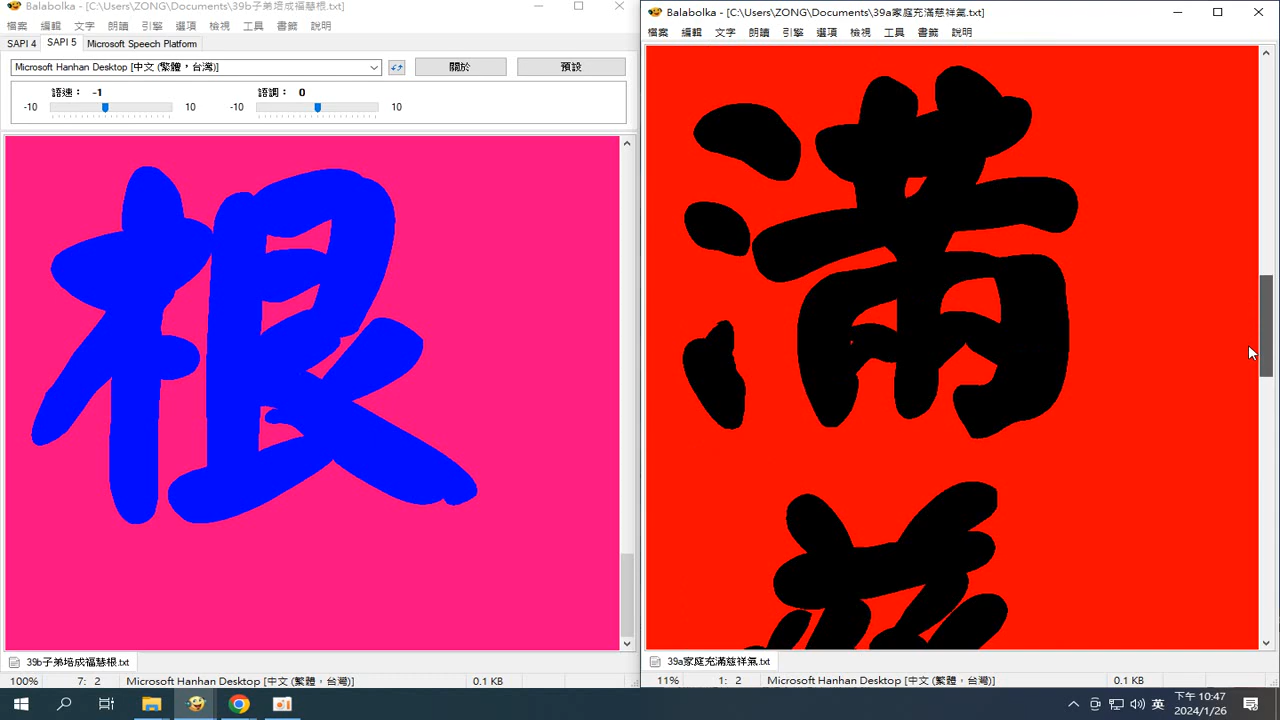 Balabolka - [C:\Users\ZONG\Documents\39b子弟培成福慧根.txt]
檔案 編輯 文字 朗讀 引擎 選項 檢視 工具 書籤 說明
SAPI 4 SAPI 5 Microsoft Speech Platform
Microsoft Hanhan Desktop [中文 (繁體，台灣)]
關於 預設
語速： -1 語調： 0
-10 10 -10 10
根
39b子弟培成福慧根.txt
100% 7: 2 Microsoft Hanhan Desktop [中文 (繁體，台灣)] 0.1 KB
Balabolka - [C:\Users\ZONG\Documents\39a家庭充滿慈祥氣.txt]
檔案 編輯 文字 朗讀 引擎 選項 檢視 工具 書籤 說明
滿
慈
39a家庭充滿慈祥氣.txt
11% 1: 2 Microsoft Hanhan Desktop [中文 (繁體，台灣)] 0.1 KB
英 下午 10:47
2024/1/26